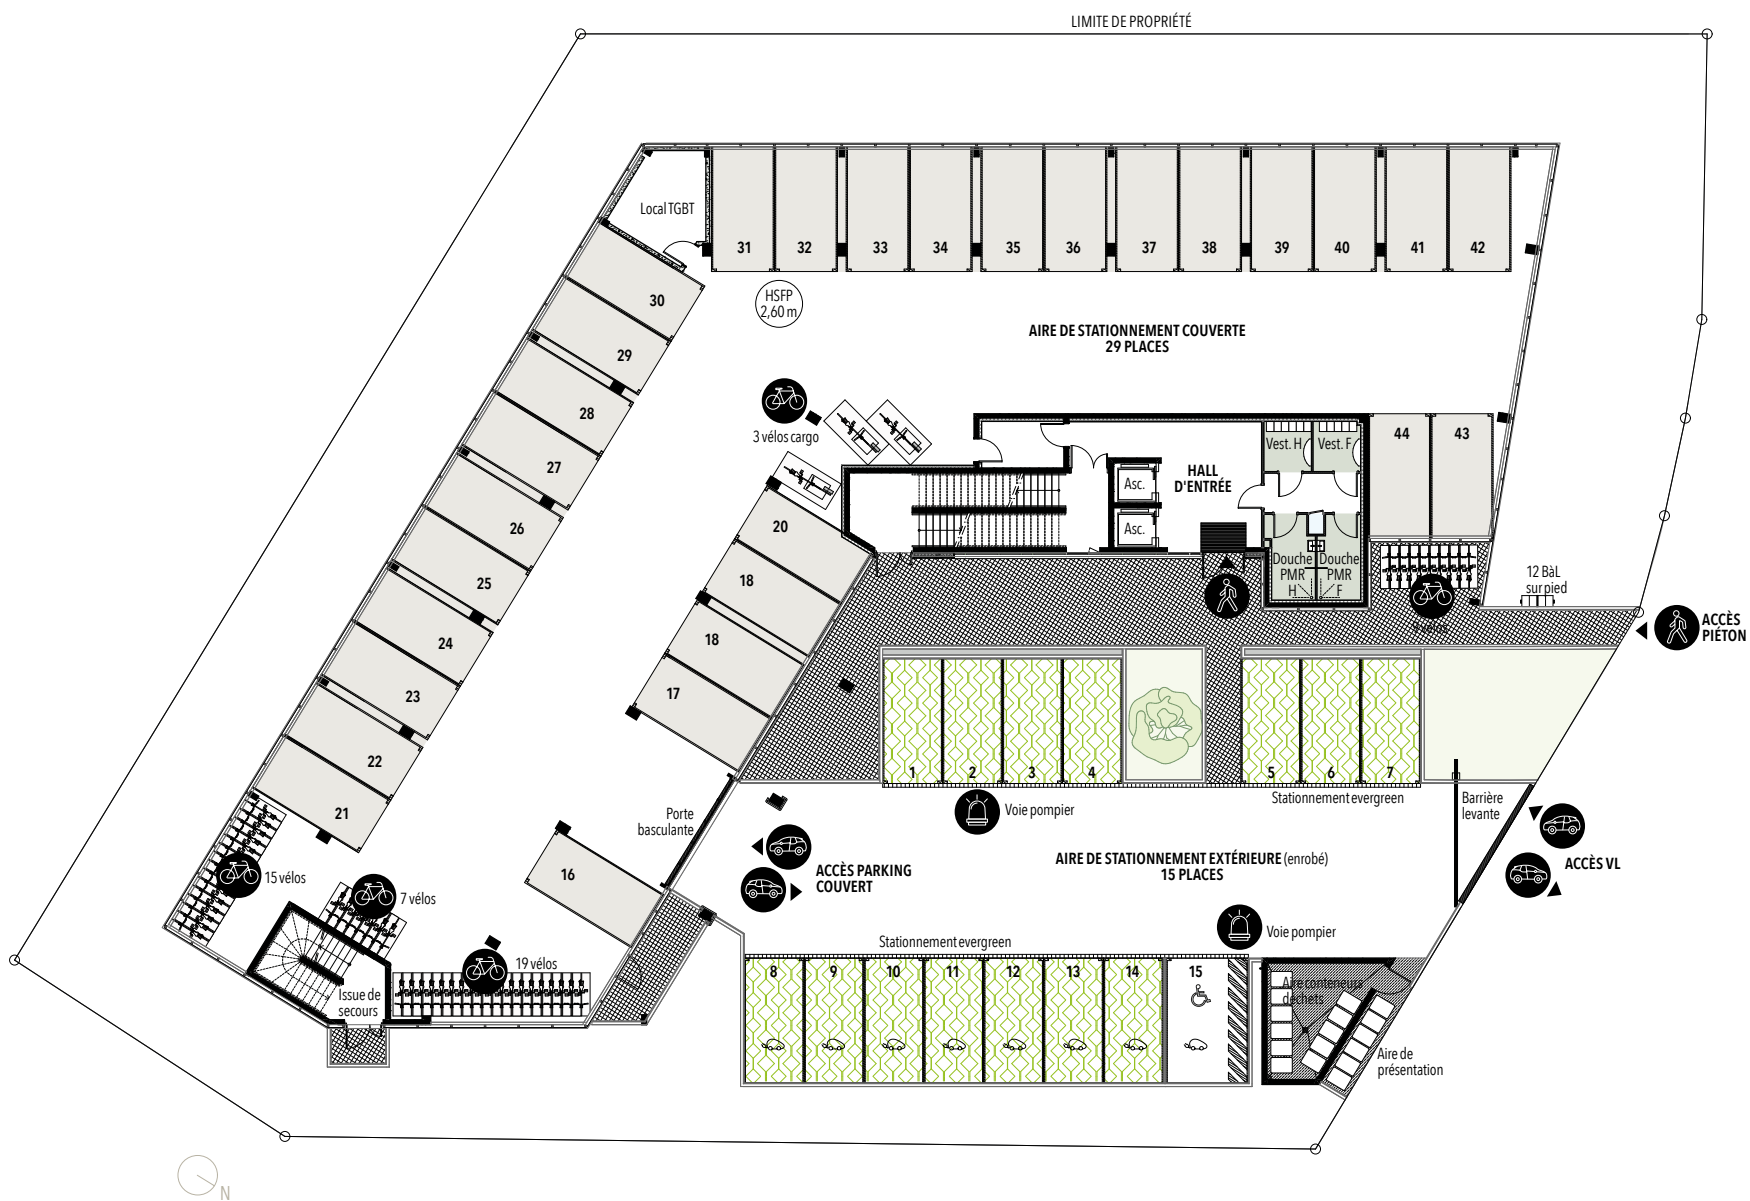 LIMITE DE PROPRIÉTÉ
Local TGBT
31
32
33
34
35
36
37
38
39
40
41
42
30
29
28
27
26
25
24
23
22
21
HSFP
2,60 m
AIRE DE STATIONNEMENT COUVERTE
29 PLACES
3 vélos cargo
20
18
18
17
16
Asc.
Asc.
HALL
D'ENTRÉE
Vest. H
Vest. F
Douche
PMR
H
Douche
PMR
F
44
43
vélos
12 BàL
sur pied
ACCÈS
PIÉTON
1
2
3
4
5
6
7
Voie pompier
Stationnement evergreen
Barrière
levante
Porte
basculante
ACCÈS PARKING
COUVERT
AIRE DE STATIONNEMENT EXTÉRIEURE (enrobé)
15 PLACES
ACCÈS VL
15 vélos
7 vélos
19 vélos
Issue de
secours
Voie pompier
Stationnement evergreen
8
9
10
11
12
13
14
15
Aire conteneurs
déchets
Aire de
présentation
N